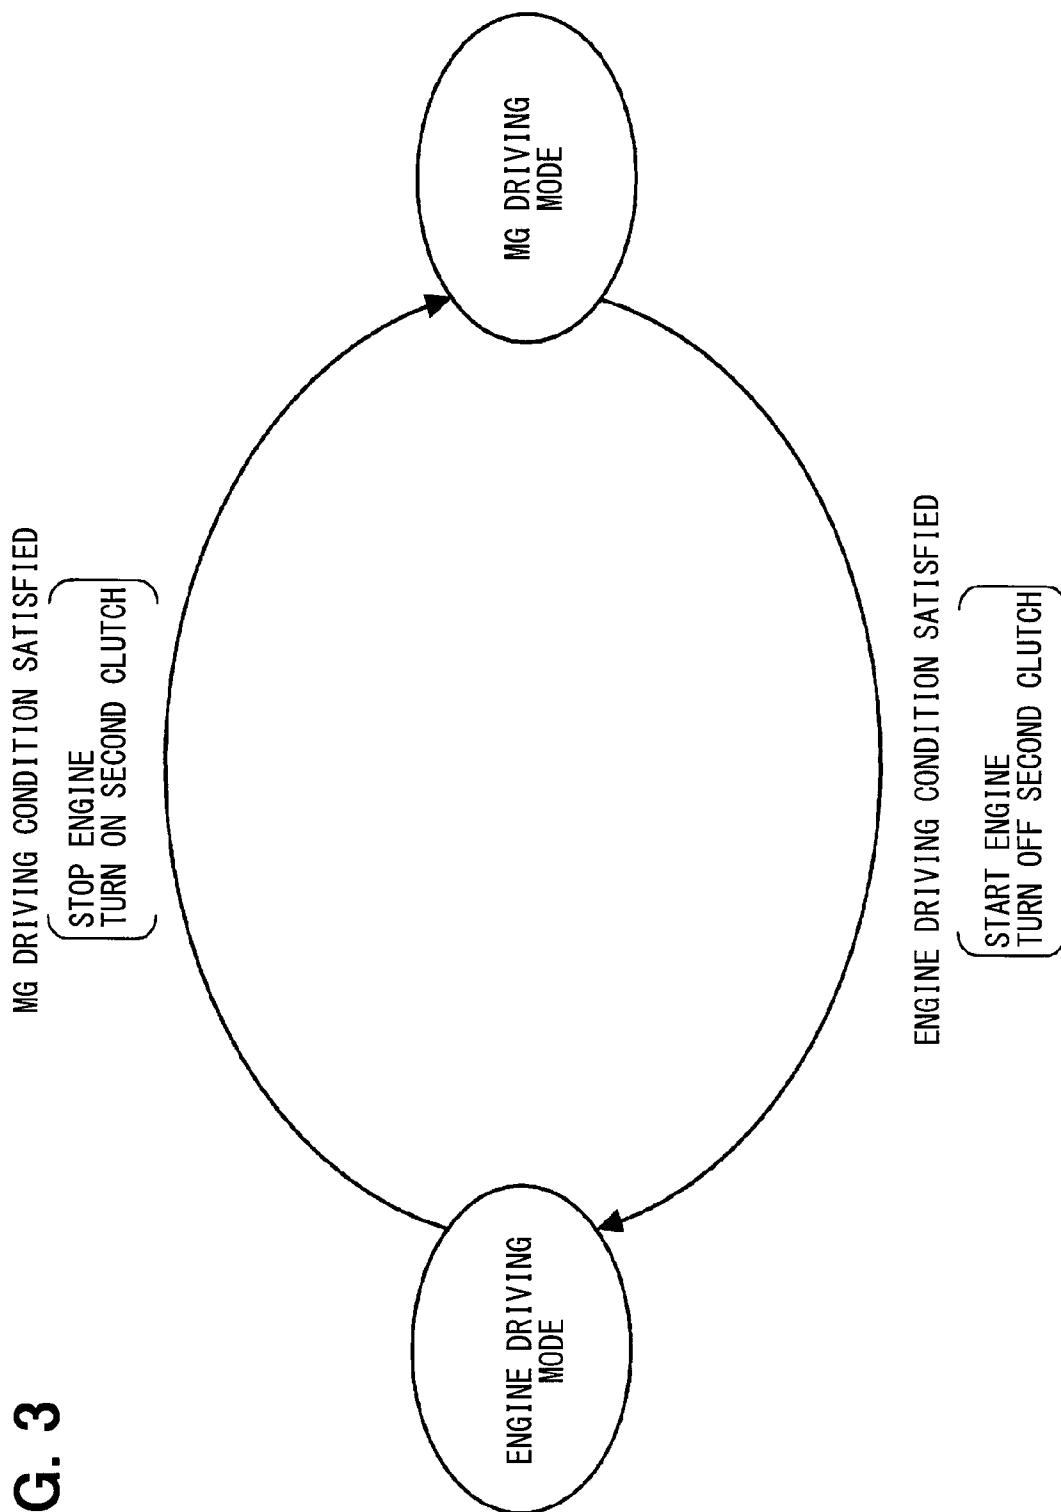 G. 3
MG DRIVING CONDITION SATISFIED
STOP ENGINE
TURN ON SECOND CLUTCH
ENGINE DRIVING
MODE
MG DRIVING
MODE
ENGINE DRIVING CONDITION SATISFIED
START ENGINE
TURN OFF SECOND CLUTCH